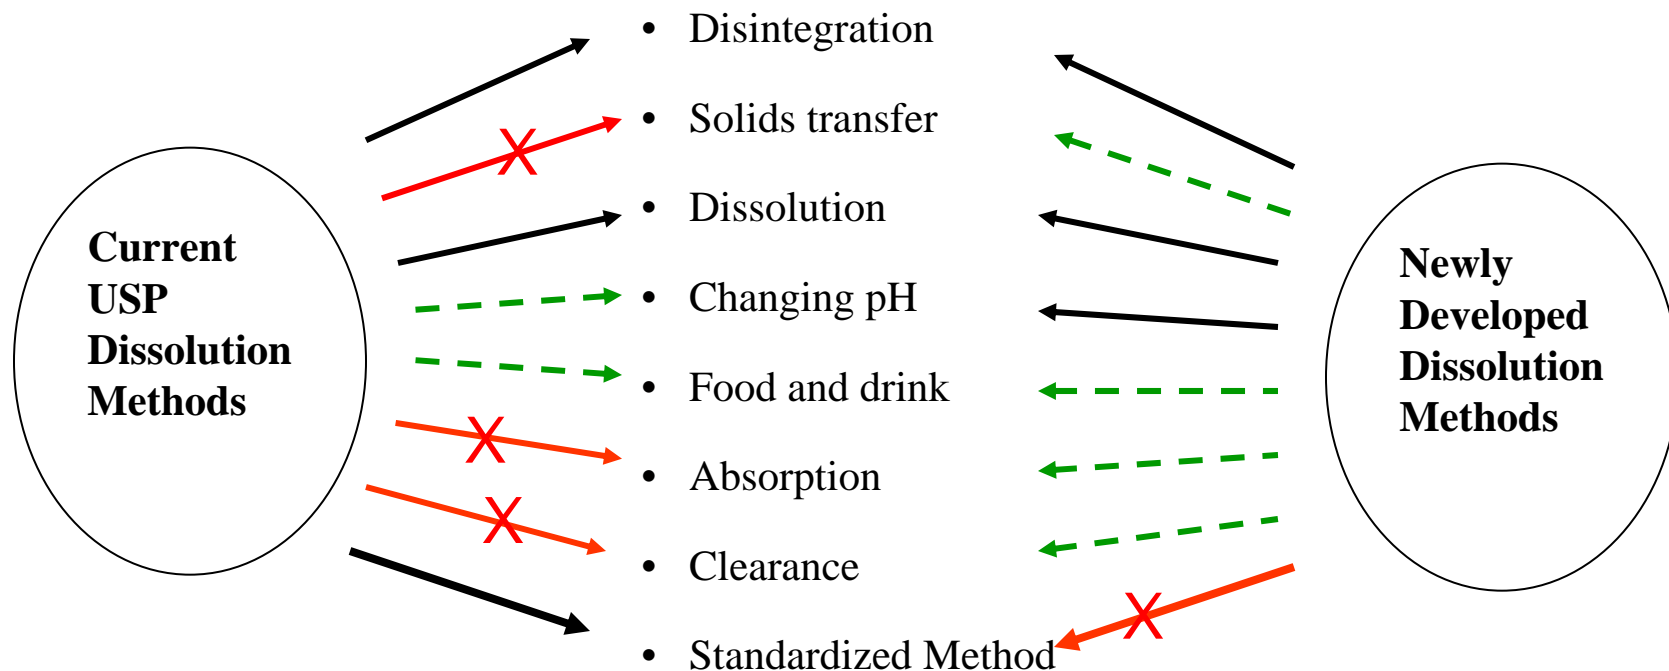 Current
USP
Dissolution
Methods
• Disintegration
• Solids transfer
• Dissolution
• Changing pH
• Food and drink
• Absorption
• Clearance
• Standardized Method
Newly
Developed
Dissolution
Methods
X
X
X
X